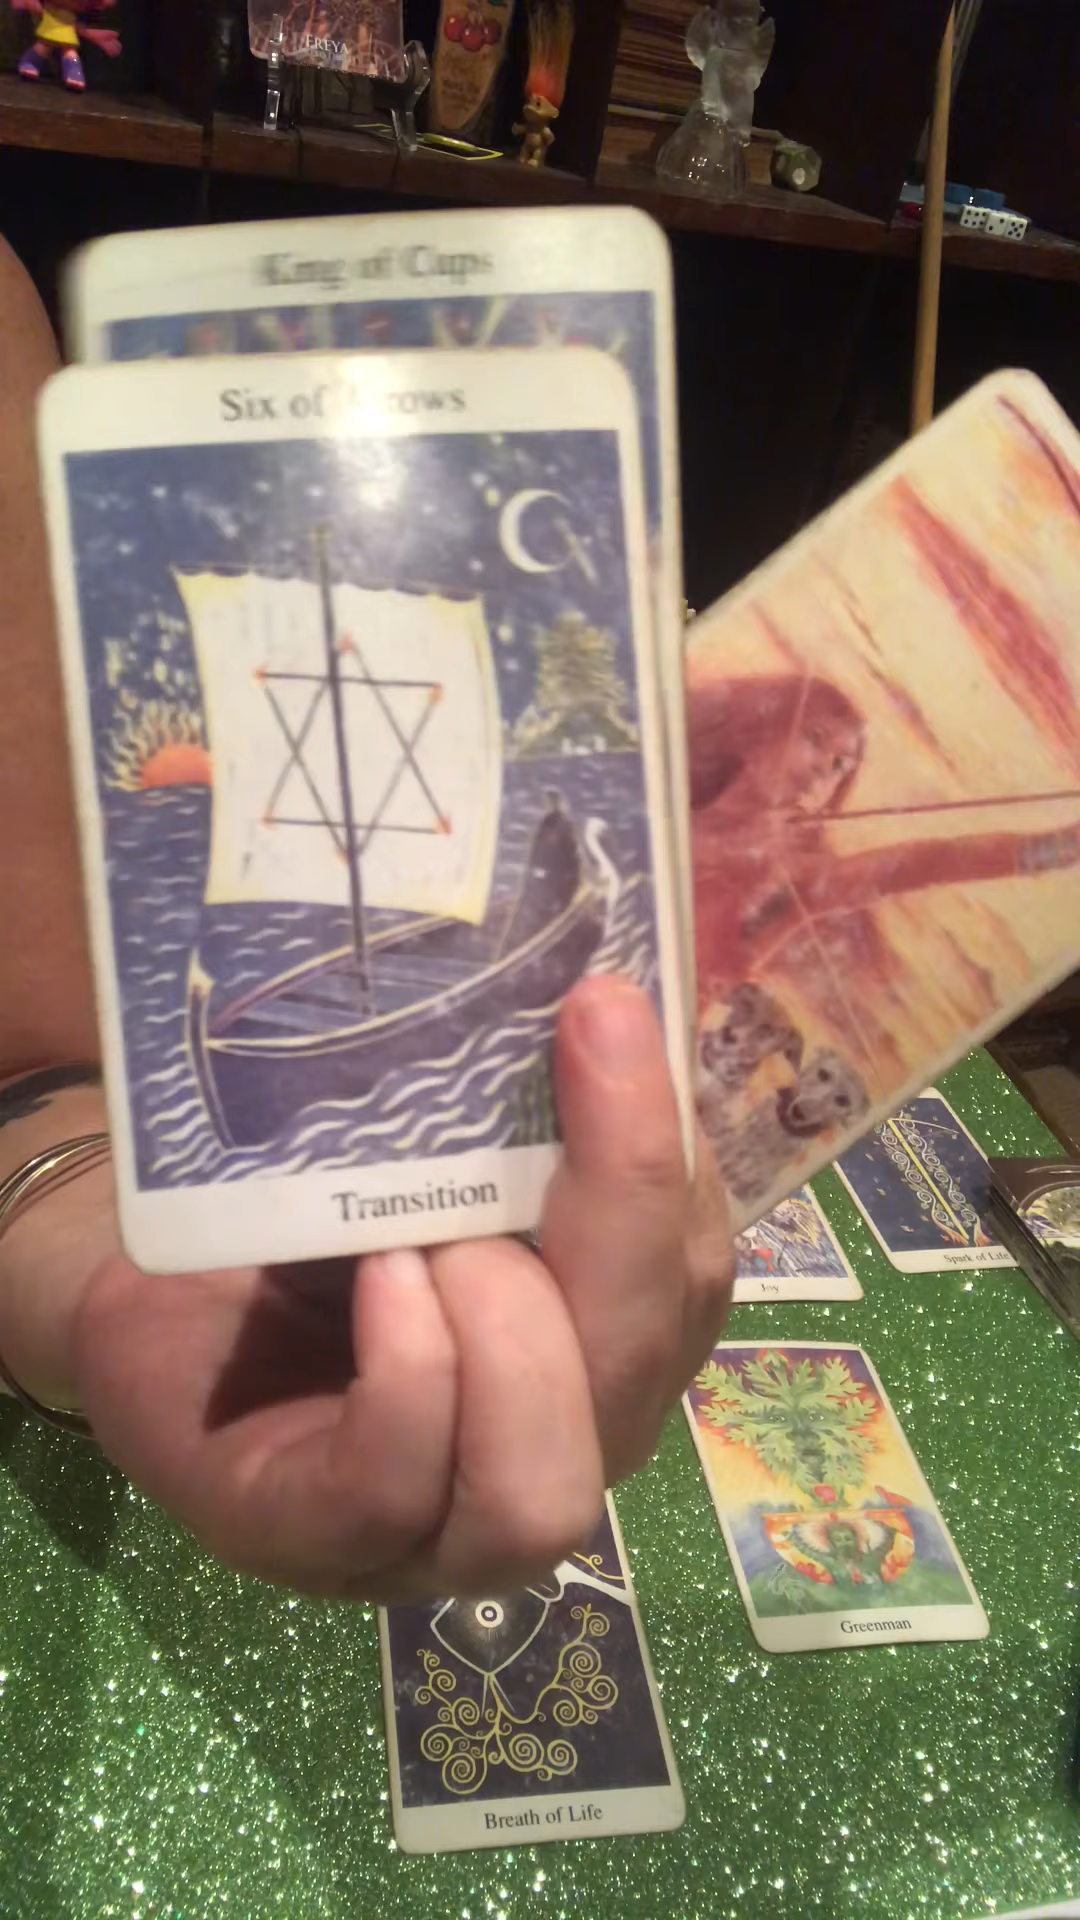 FREYA
King of Cups
Six of Arrows
Transition
Spark of Life
Joy
Greenman
Breath of Life